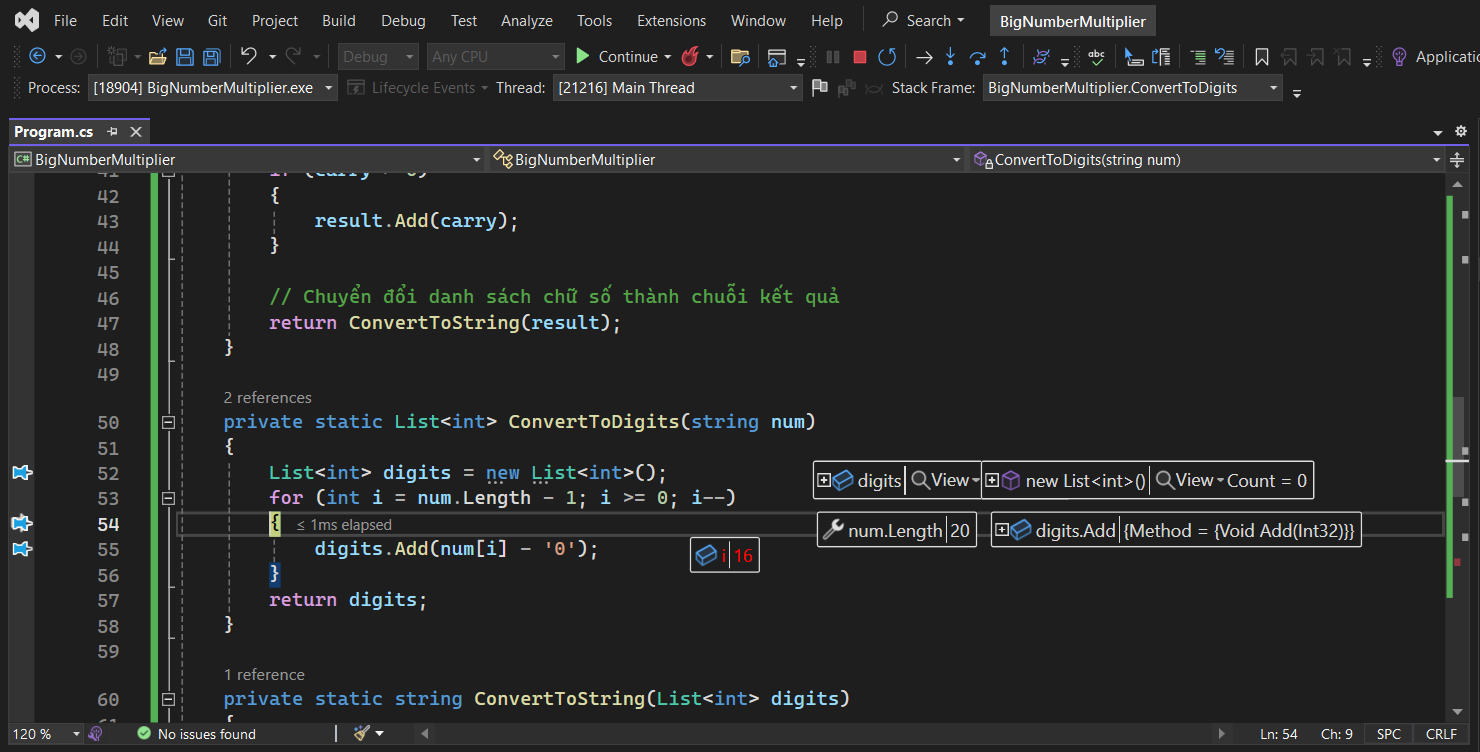 File Edit View Git Project Build Debug Test Analyze Tools Extensions Window Help Search BigNumberMultiplier
Debug Any CPU Continue abc
Process: [18904] BigNumberMultiplier.exe Lifecycle Events Thread: [21216] Main Thread Stack Frame: BigNumberMultiplier.ConvertToDigits
Program.cs
C# BigNumberMultiplier BigNumberMultiplier ConvertToDigits(string num)
42 {
43 result.Add(carry);
44 }
45
46 // Chuyển đổi danh sách chữ số thành chuỗi kết quả
47 return ConvertToString(result);
48 }
49
2 references
50 private static List<int> ConvertToDigits(string num)
51 {
52 List<int> digits = new List<int>(); digits View new List<int>() View Count = 0
53 for (int i = num.Length - 1; i >= 0; i--)
54 { ≤ 1ms elapsed num.Length 20 digits.Add {Method = {Void Add(Int32)}}
55 digits.Add(num[i] - '0'); i 16
56 }
57 return digits;
58 }
59
1 reference
60 private static string ConvertToString(List<int> digits)
120 % No issues found Ln: 54 Ch: 9 SPC CRLF